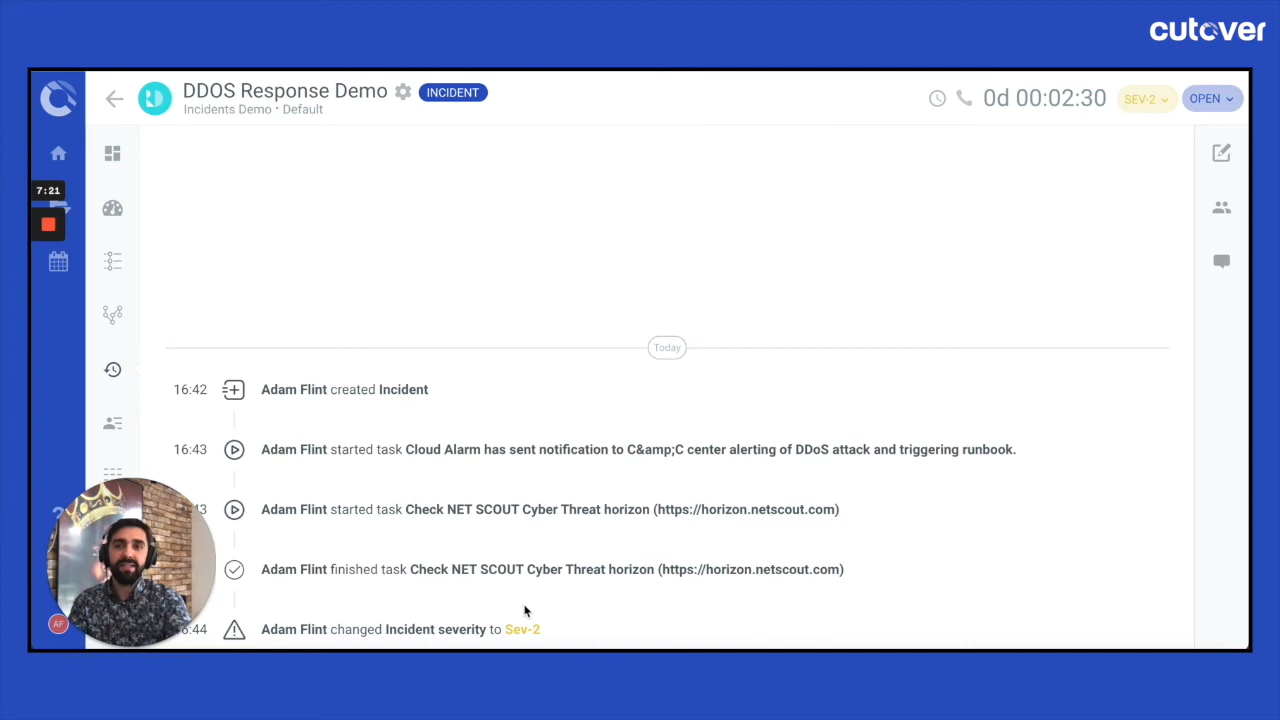 cutover
DDOS Response Demo INCIDENT
Incidents Demo • Default
0d 00:02:30 SEV-2 OPEN
7:21
Today
16:42 Adam Flint created Incident
16:43 Adam Flint started task Cloud Alarm has sent notification to C&amp;C center alerting of DDoS attack and triggering runbook.
43 Adam Flint started task Check NET SCOUT Cyber Threat horizon (https://horizon.netscout.com)
Adam Flint finished task Check NET SCOUT Cyber Threat horizon (https://horizon.netscout.com)
:44 Adam Flint changed Incident severity to Sev-2
AF